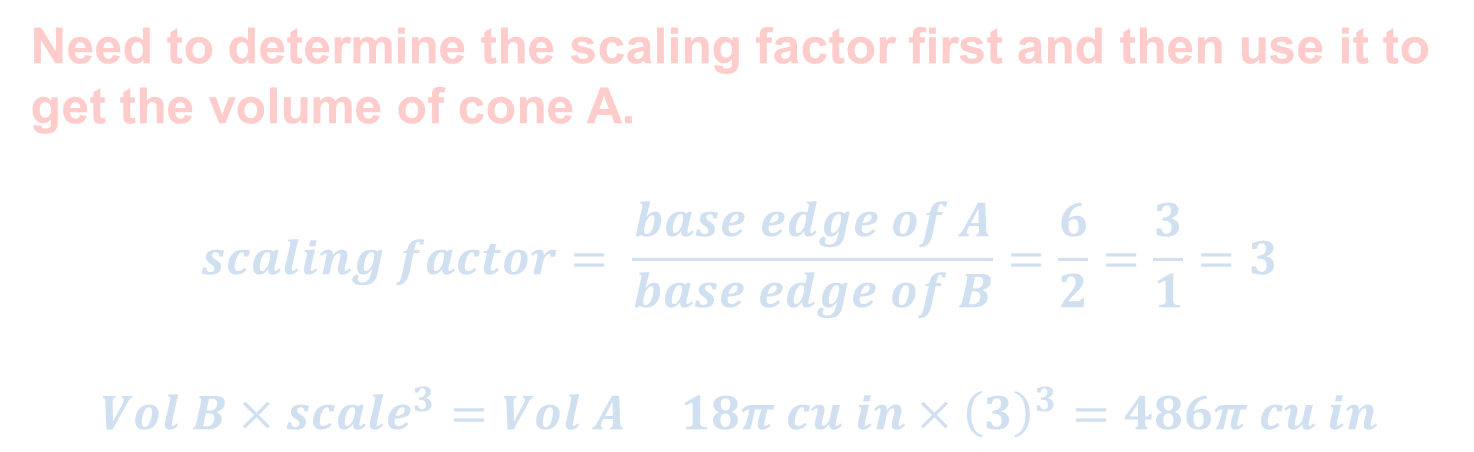 Need to determine the scaling factor first and then use it to
get the volume of cone A.
scaling factor = base edge of A / base edge of B = 6/2 = 3/1 = 3
Vol B × scale³ = Vol A 18π cu in × (3)³ = 486π cu in